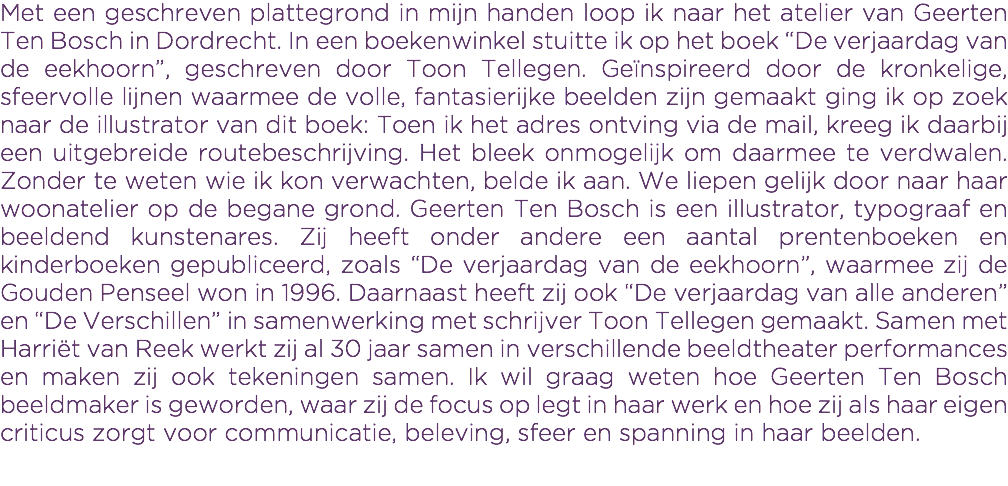 Met een geschreven plattegrond in mijn handen loop ik naar het atelier van Geerten
Ten Bosch in Dordrecht. In een boekenwinkel stuitte ik op het boek “De verjaardag van
de eekhoorn”, geschreven door Toon Tellegen. Geïnspireerd door de kronkelige,
sfeervolle lijnen waarmee de volle, fantasierijke beelden zijn gemaakt ging ik op zoek
naar de illustrator van dit boek: Toen ik het adres ontving via de mail, kreeg ik daarbij
een uitgebreide routebeschrijving. Het bleek onmogelijk om daarmee te verdwalen.
Zonder te weten wie ik kon verwachten, belde ik aan. We liepen gelijk door naar haar
woonatelier op de begane grond. Geerten Ten Bosch is een illustrator, typograaf en
beeldend kunstenares. Zij heeft onder andere een aantal prentenboeken en
kinderboeken gepubliceerd, zoals “De verjaardag van de eekhoorn”, waarmee zij de
Gouden Penseel won in 1996. Daarnaast heeft zij ook “De verjaardag van alle anderen”
en “De Verschillen” in samenwerking met schrijver Toon Tellegen gemaakt. Samen met
Harriët van Reek werkt zij al 30 jaar samen in verschillende beeldtheater performances
en maken zij ook tekeningen samen. Ik wil graag weten hoe Geerten Ten Bosch
beeldmaker is geworden, waar zij de focus op legt in haar werk en hoe zij als haar eigen
criticus zorgt voor communicatie, beleving, sfeer en spanning in haar beelden.